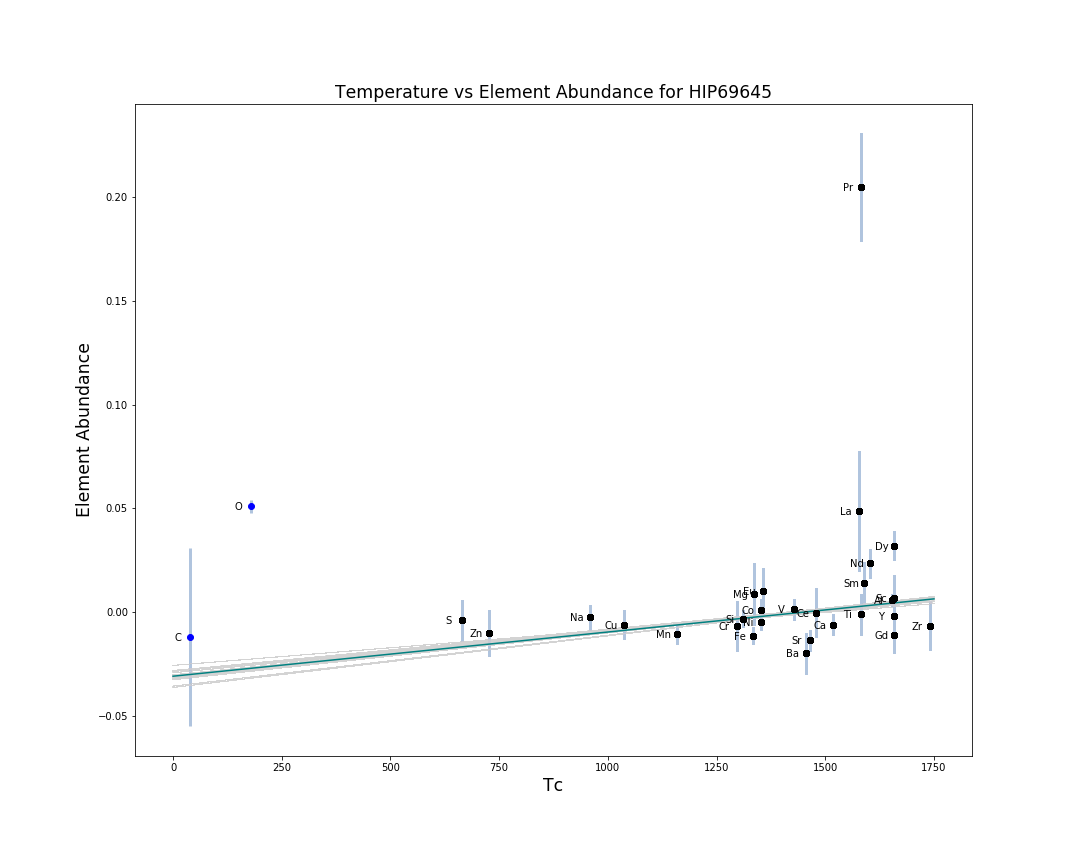 Temperature vs Element Abundance for HIP69645
Element Abundance
0.20
0.15
0.10
0.05
0.00
−0.05
Pr
O
La
Dy
Nd
Sm
Eu
Mg
Sc
Al
Co
V
Ce
Ti
Y
S
Na
Si
Ni
Cu
Cr
Ca
Zr
Zn
Mn
Fe
Gd
C
Sr
Ba
0
250
500
750
1000
1250
1500
1750
Tc